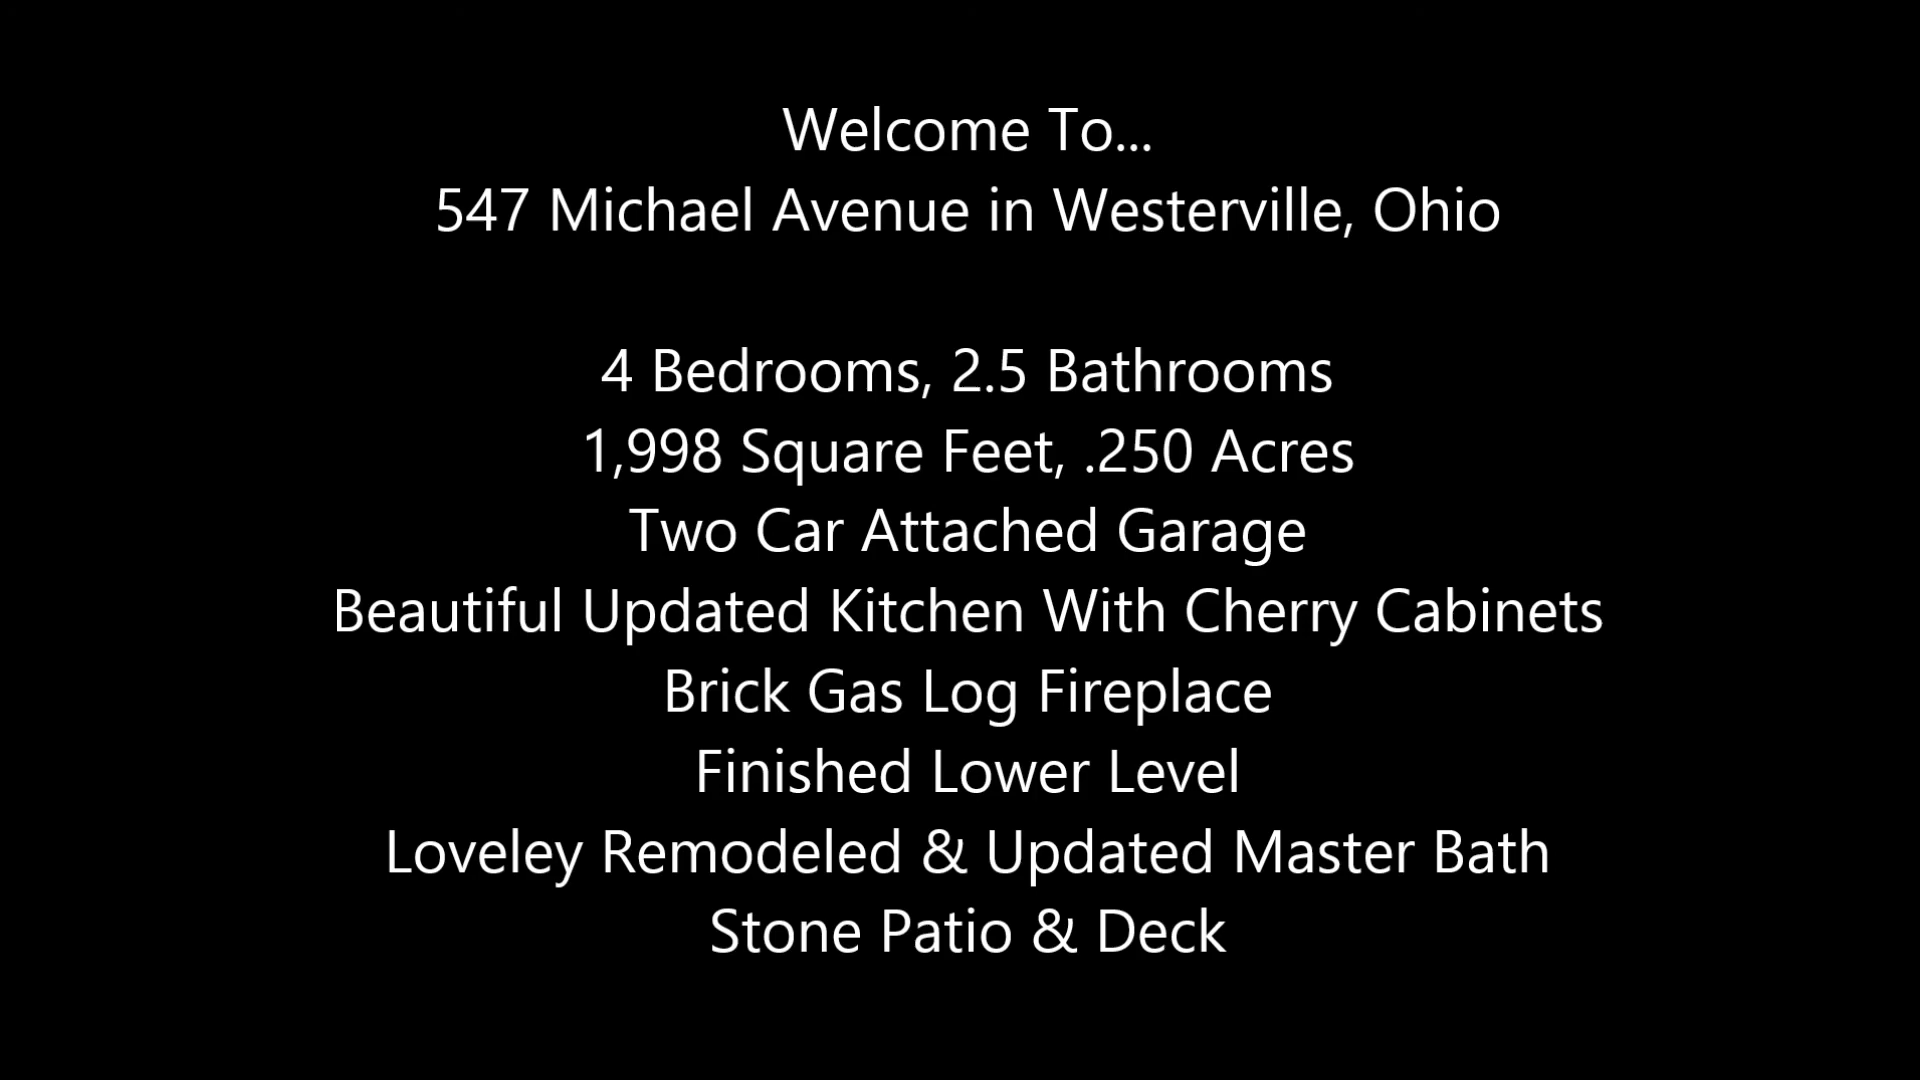 Welcome To...
547 Michael Avenue in Westerville, Ohio
4 Bedrooms, 2.5 Bathrooms
1,998 Square Feet, .250 Acres
Two Car Attached Garage
Beautiful Updated Kitchen With Cherry Cabinets
Brick Gas Log Fireplace
Finished Lower Level
Loveley Remodeled & Updated Master Bath
Stone Patio & Deck